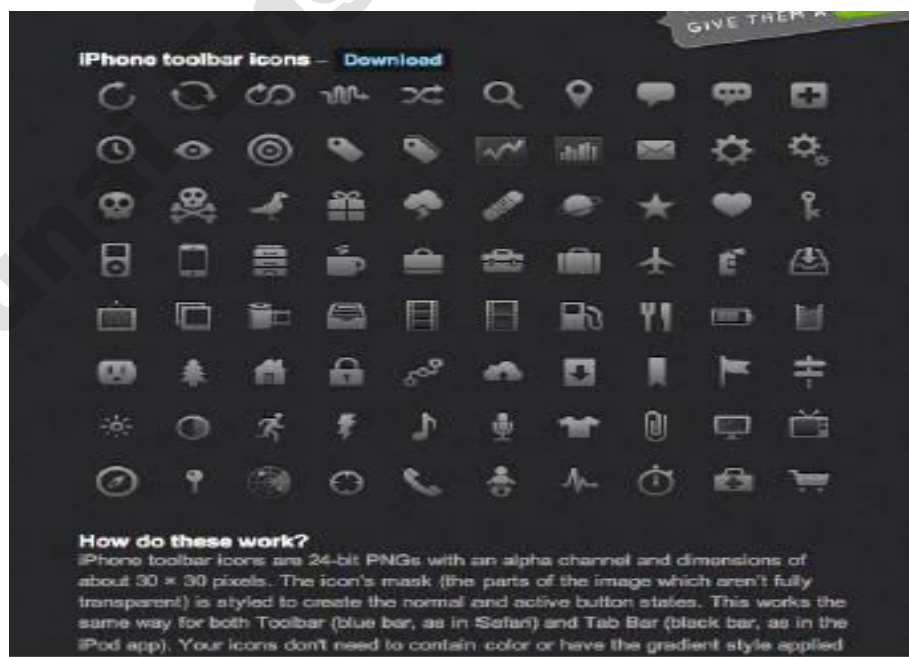 GIVE THEM A
iPhone toolbar icons – Download
How do these work?
iPhone toolbar icons are 24-bit PNGs with an alpha channel and dimensions of
about 30 × 30 pixels. The icon's mask (the parts of the image which aren't fully
transparent) is styled to create the normal and active button states. This works the
same way for both Toolbar (blue bar, as in Safari) and Tab Bar (black bar, as in the
iPod app). Your icons don't need to contain color or have the gradient style applied